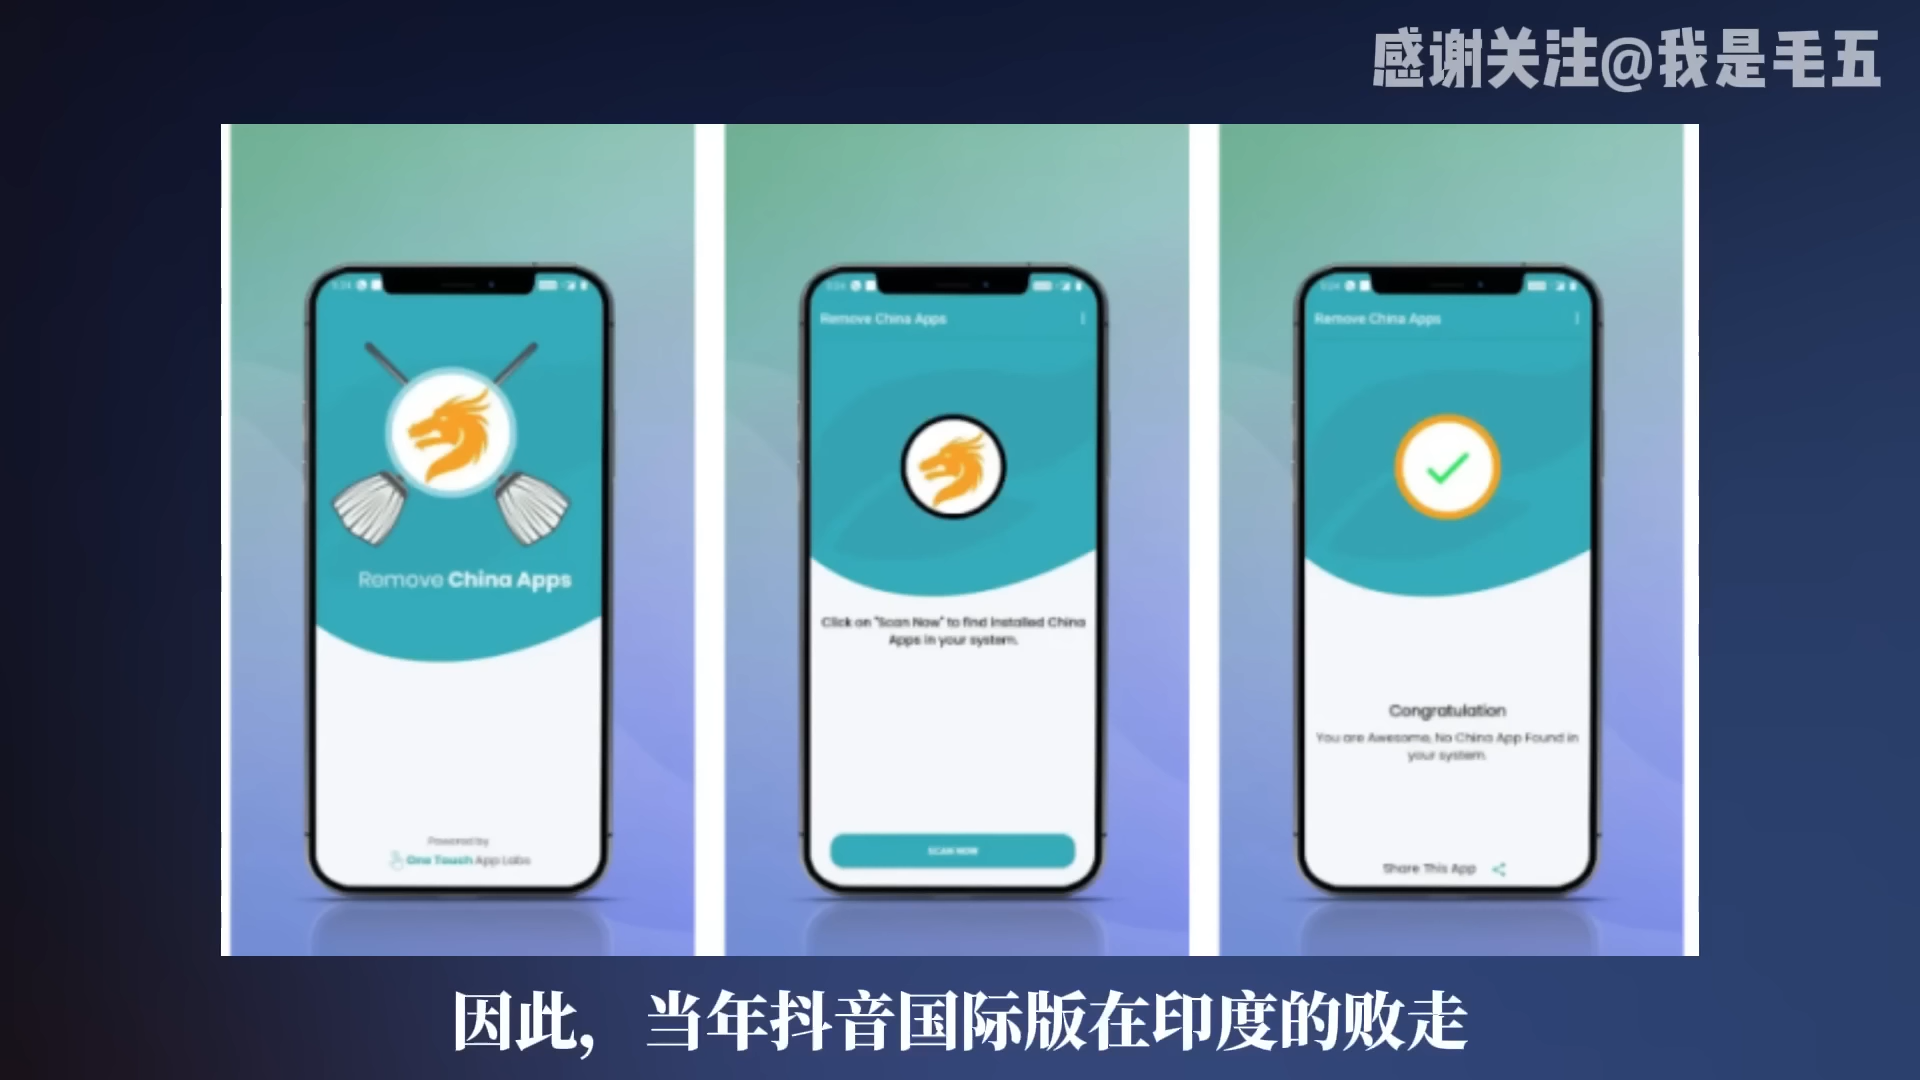 感谢关注@我是毛五
Remove China Apps
Powered by
One Touch App Labs
Remove China Apps
Click on "Scan Now" to find installed China
Apps in your system.
SCAN NOW
Remove China Apps
Congratulation
You are Awesome, No China App Found in
your system.
Share This App
因此，当年抖音国际版在印度的败走